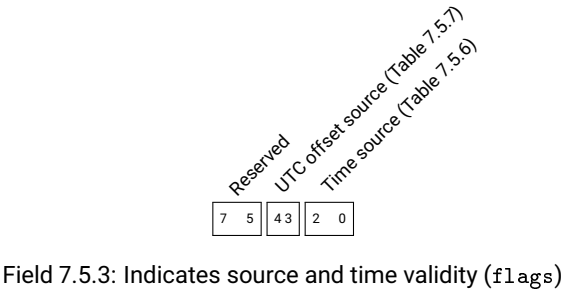 Reserved
UTC offset source (Table 7.5.7)
Time source (Table 7.5.6)
7 5 4 3 2 0
Field 7.5.3: Indicates source and time validity (flags)